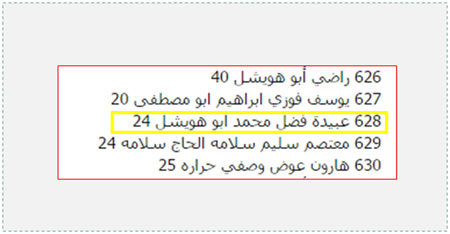 626 راضي أبو هويشل 40
627 يوسف فوزي ابراهيم ابو مصطفى 20
628 عبيدة فضل محمد ابو هويشل 24
629 معتصم سليم سلامه الحاج سلامه 24
630 هارون عوض وصفي حراره 25